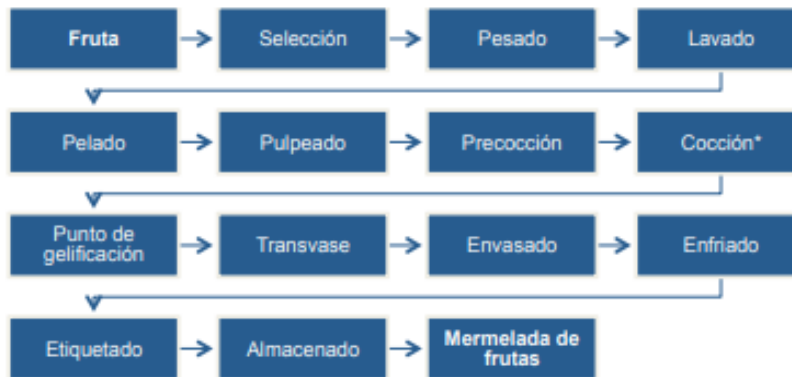 Fruta
Selección
Pesado
Lavado
Pelado
Pulpeado
Precocción
Cocción*
Punto de
gelificación
Transvase
Envasado
Enfriado
Etiquetado
Almacenado
Mermelada de
frutas